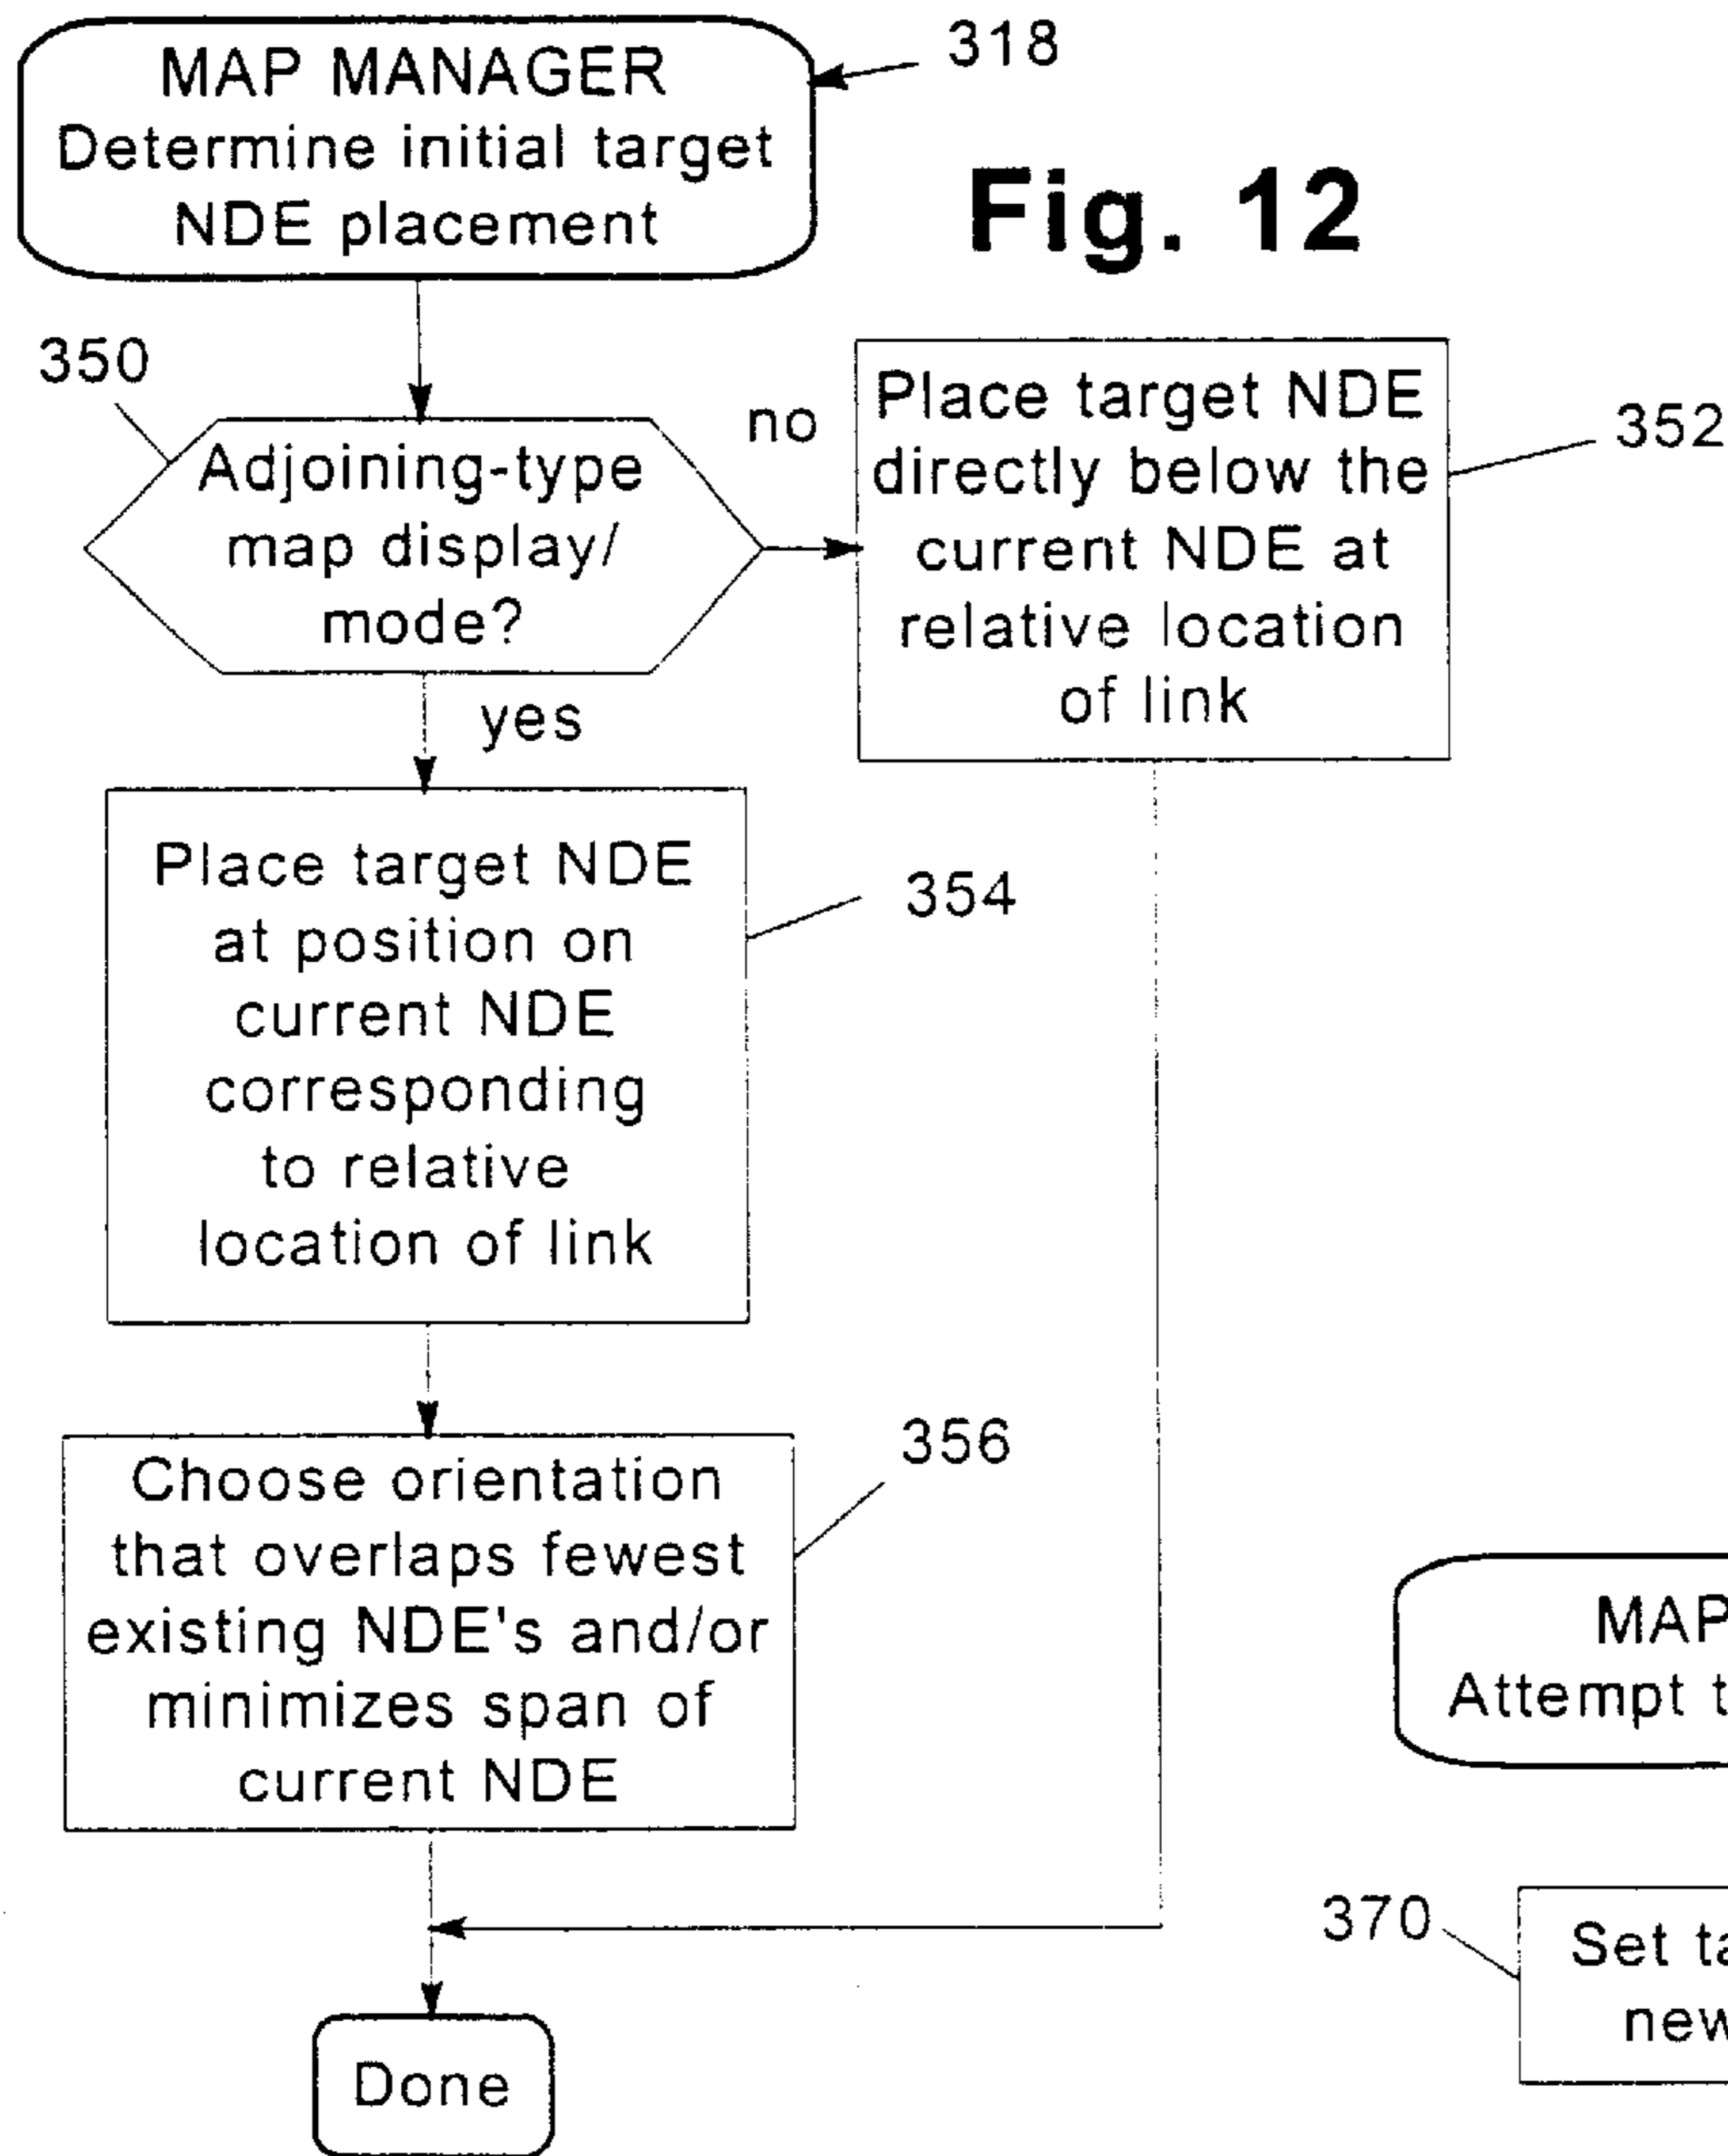 MAP MANAGER
Determine initial target
NDE placement
318
Fig. 12
350
Adjoining-type
map display/
mode?
no
yes
Place target NDE
directly below the
current NDE at
relative location
of link
352
Place target NDE
at position on
current NDE
corresponding
to relative
location of link
354
Choose orientation
that overlaps fewest
existing NDE's and/or
minimizes span of
current NDE
356
Done
MAP
Attempt t
370
Set ta
new